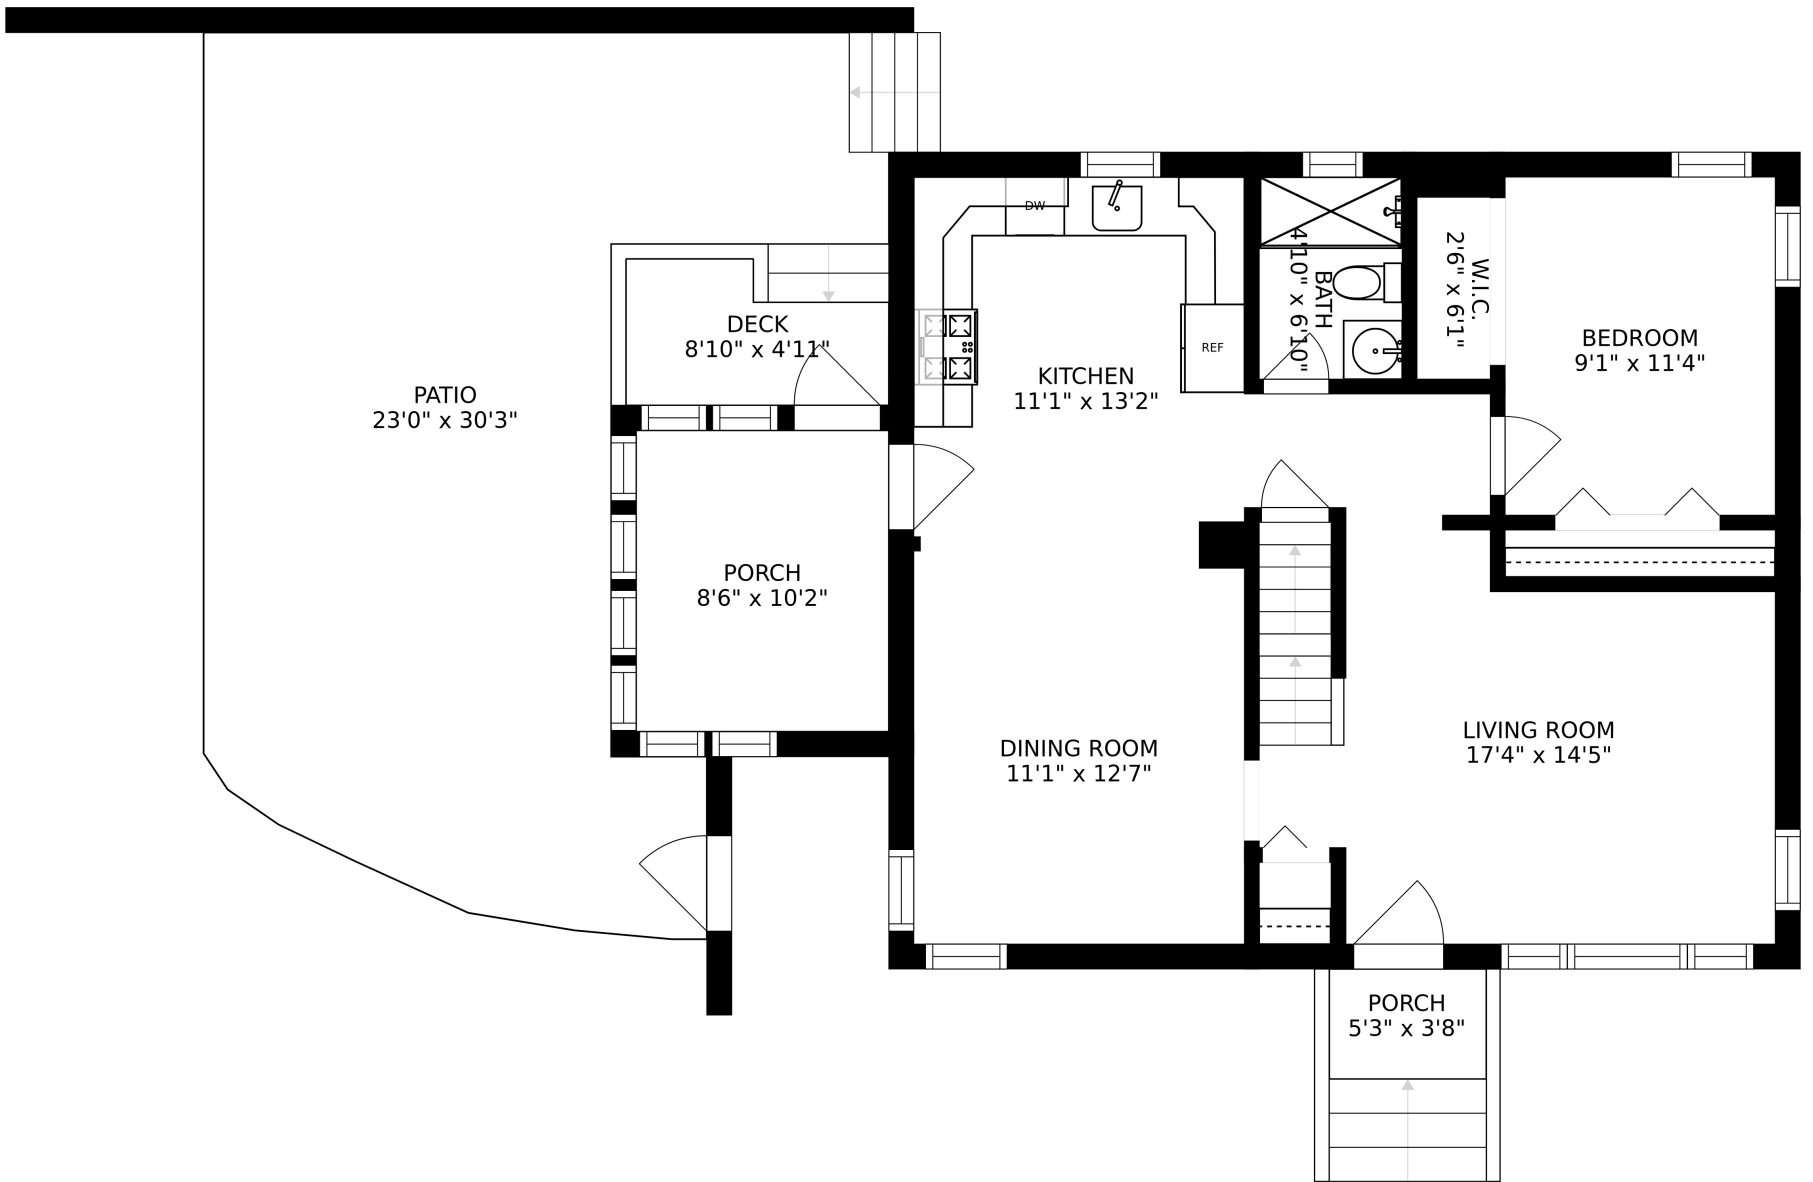 DW
4'10" x 6'10"
BATH
2'6" x 6'1"
W.I.C.
DECK
8'10" x 4'11"
REF
BEDROOM
9'1" x 11'4"
KITCHEN
11'1" x 13'2"
PATIO
23'0" x 30'3"
PORCH
8'6" x 10'2"
DINING ROOM
11'1" x 12'7"
LIVING ROOM
17'4" x 14'5"
PORCH
5'3" x 3'8"